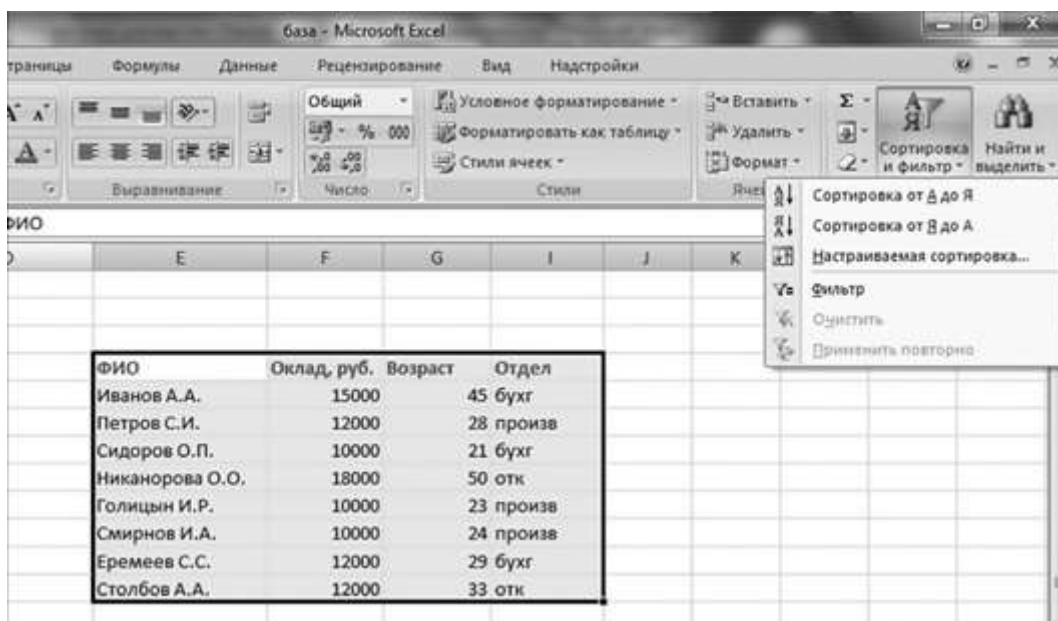 база - Microsoft Excel
траницы Формулы Данные Рецензирование Вид Надстройки
Общий Условное форматирование Вставить Σ
% 000 Форматировать как таблицу Удалить Сортировка и фильтр Найти и выделить
Стили ячеек Формат
Выравнивание Число Стили
Сортировка от А до Я
ФИО
Сортировка от Я до А
E F G I J K
Настраиваемая сортировка...
Фильтр
Очистить
Применить повторно
ФИО Оклад, руб. Возраст Отдел
Иванов А.А. 15000 45 бухг
Петров С.И. 12000 28 произв
Сидоров О.П. 10000 21 бухг
Никанорова О.О. 18000 50 отк
Голицын И.Р. 10000 23 произв
Смирнов И.А. 10000 24 произв
Еремеев С.С. 12000 29 бухг
Столбов А.А. 12000 33 отк